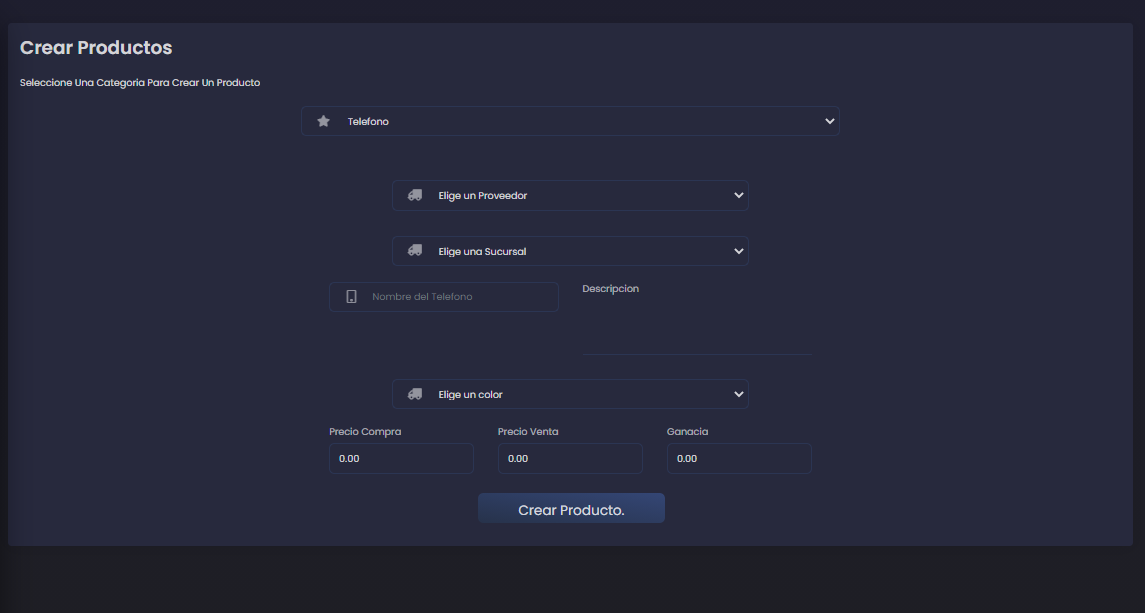 Crear Productos
Seleccione Una Categoria Para Crear Un Producto
Telefono
Elige un Proveedor
Elige una Sucursal
Nombre del Telefono
Descripcion
Elige un color
Precio Compra
Precio Venta
Ganacia
0.00
0.00
0.00
Crear Producto.